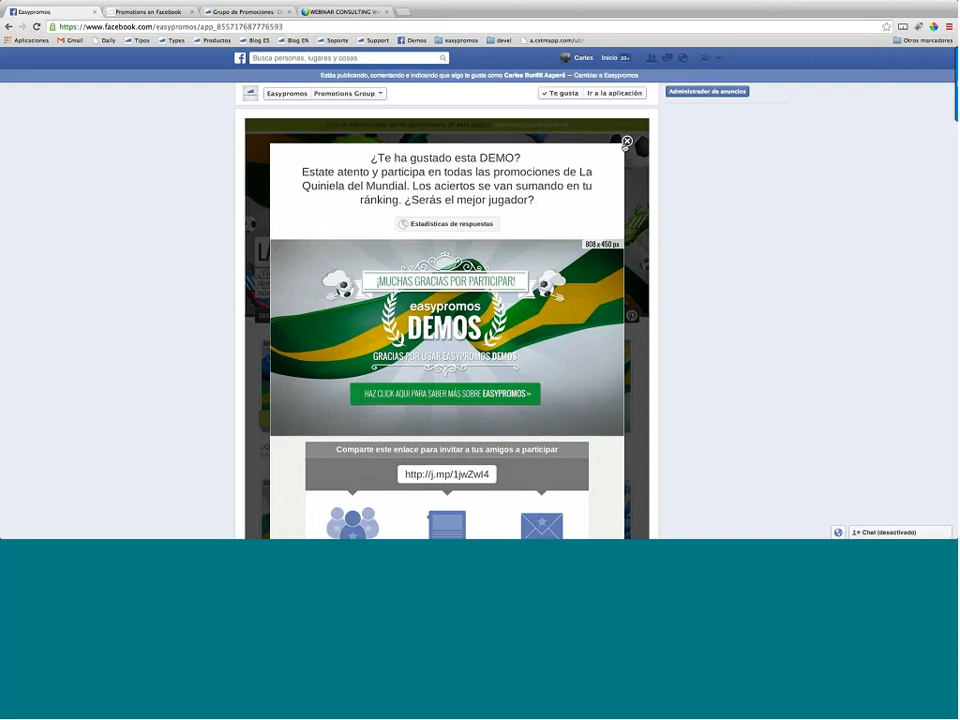 Easypromos
Promotions en Facebook
Grupo de Promociones:
WEBINAR CONSULTING
https://www.facebook.com/easypromos/app_855717687776593
Aplicaciones Gmail Daily Tipos Types Productos Blog ES Blog EN Soporte Support Demos easypromos devel a.cstmapp.com/ut Otros marcadores
Busca personas, lugares y cosas
Carles Inicio 20+
Estás publicando, comentando e indicando que algo te gusta como Carles Bonfill Asperó — Cambiar a Easypromos
Easypromos Promotions Group
Te gusta Ir a la aplicación
Administrador de anuncios
¿Te ha gustado esta DEMO?
Estate atento y participa en todas las promociones de La
Quiniela del Mundial. Los aciertos se van sumando en tu
ránking. ¿Serás el mejor jugador?
Estadísticas de respuestas
808 x 450 px
¡MUCHAS GRACIAS POR PARTICIPAR!
easypromos
DEMOS
GRACIAS POR USAR EASYPROMOS DEMOS
HAZ CLICK AQUI PARA SABER MÁS SOBRE EASYPROMOS »
Comparte este enlace para invitar a tus amigos a participar
http://j.mp/1jwZwI4
Chat (desactivado)